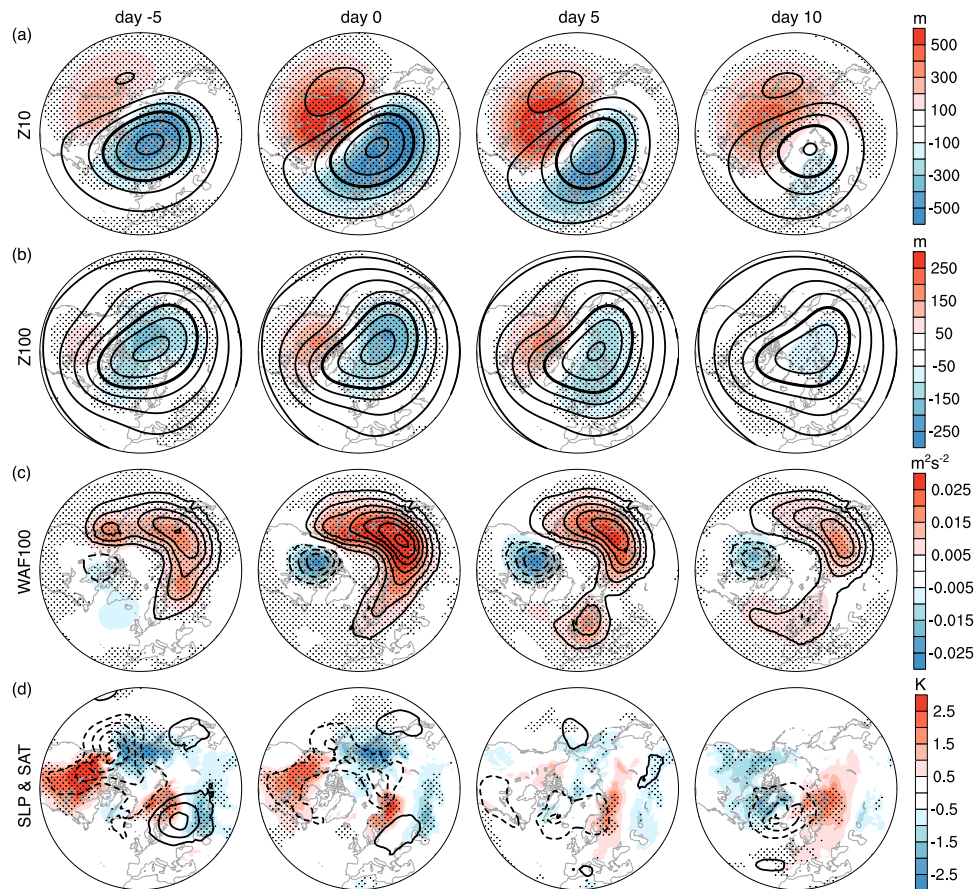 day -5 day 0 day 5 day 10
(a)
Z10
m
500
300
100
-100
-300
-500
(b)
Z100
m
250
150
50
-50
-150
-250
(c)
WAF100
m²s⁻²
0.025
0.015
0.005
-0.005
-0.015
-0.025
(d)
SLP & SAT
K
2.5
1.5
0.5
-0.5
-1.5
-2.5